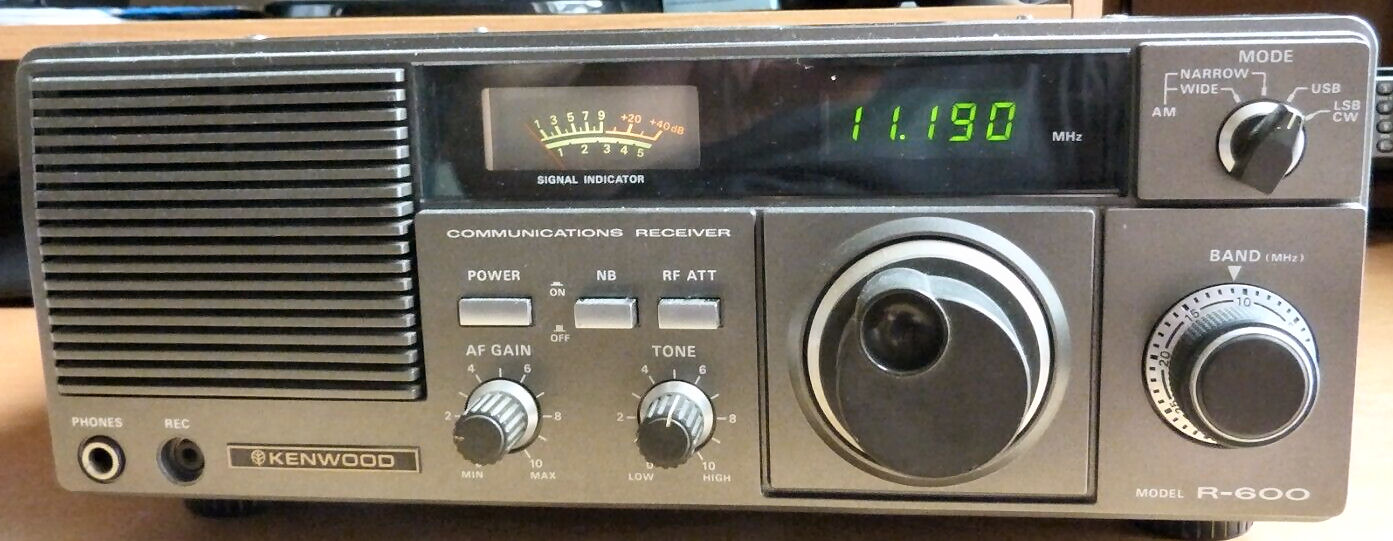 1 3 5 7 9 +20 +40dB
1 2 3 4 5
SIGNAL INDICATOR
11.190 MHz
MODE
NARROW
WIDE
AM
USB
LSB
CW
COMMUNICATIONS RECEIVER
POWER
ON
OFF
NB
RF ATT
AF GAIN
2 4 6 8 10
MIN MAX
TONE
0 2 4 6 8 10
LOW HIGH
BAND (MHz)
10
15
20
25
PHONES
REC
KENWOOD
MODEL R-600